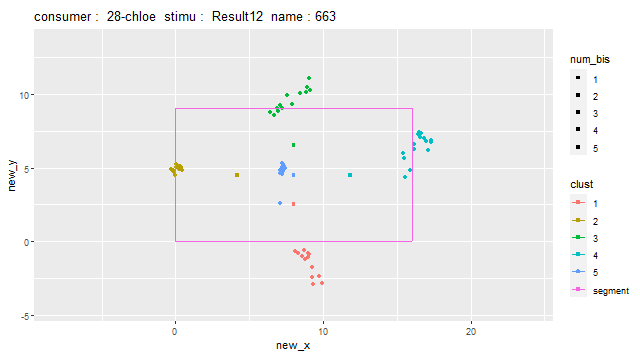 consumer : 28-chloe stimu : Result12 name : 663
10
5
0
-5
new_y
0
10
20
new_x
num_bis
1
2
3
4
5
clust
1
2
3
4
5
segment